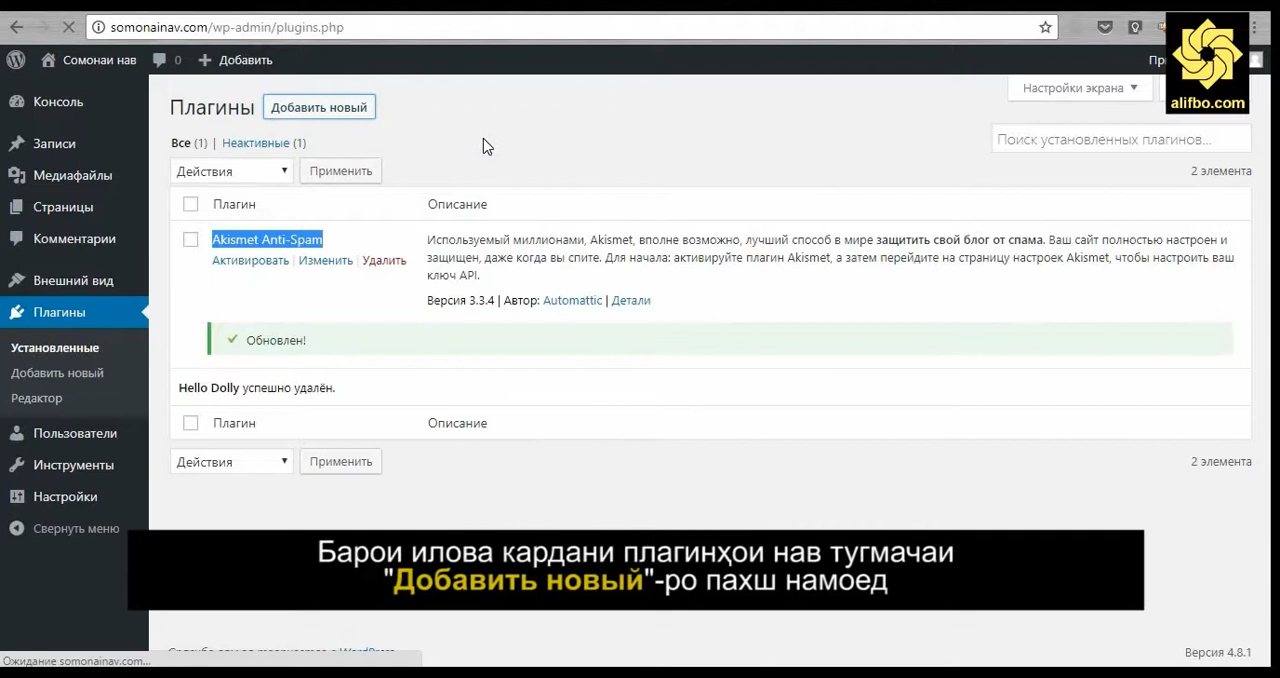 somonainav.com/wp-admin/plugins.php
Сомонаи нав 0 Добавить
alifbo.com
Консоль
Записи
Медиафайлы
Страницы
Комментарии
Внешний вид
Плагины
Установленные
Добавить новый
Редактор
Пользователи
Инструменты
Настройки
Свернуть меню
Настройки экрана
Плагины Добавить новый
Все (1) | Неактивные (1)
Поиск установленных плагинов...
Действия Применить 2 элемента
Плагин Описание
Akismet Anti-Spam
Активировать | Изменить | Удалить
Используемый миллионами, Akismet, вполне возможно, лучший способ в мире защитить свой блог от спама. Ваш сайт полностью настроен и
защищен, даже когда вы спите. Для начала: активируйте плагин Akismet, а затем перейдите на страницу настроек Akismet, чтобы настроить ваш
ключ API.
Версия 3.3.4 | Автор: Automattic | Детали
Обновлен!
Hello Dolly успешно удалён.
Плагин Описание
Действия Применить 2 элемента
Барои илова кардани плагинҳои нав тугмачаи
"Добавить новый"-ро пахш намоед
Версия 4.8.1
Ожидание somonainav.com...